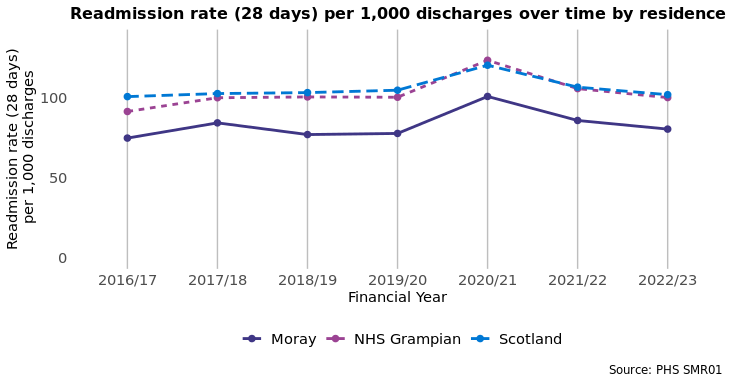 Readmission rate (28 days) per 1,000 discharges over time by residence
Readmission rate (28 days)
per 1,000 discharges
100
50
0
2016/17 2017/18 2018/19 2019/20 2020/21 2021/22 2022/23
Financial Year
Moray NHS Grampian Scotland
Source: PHS SMR01